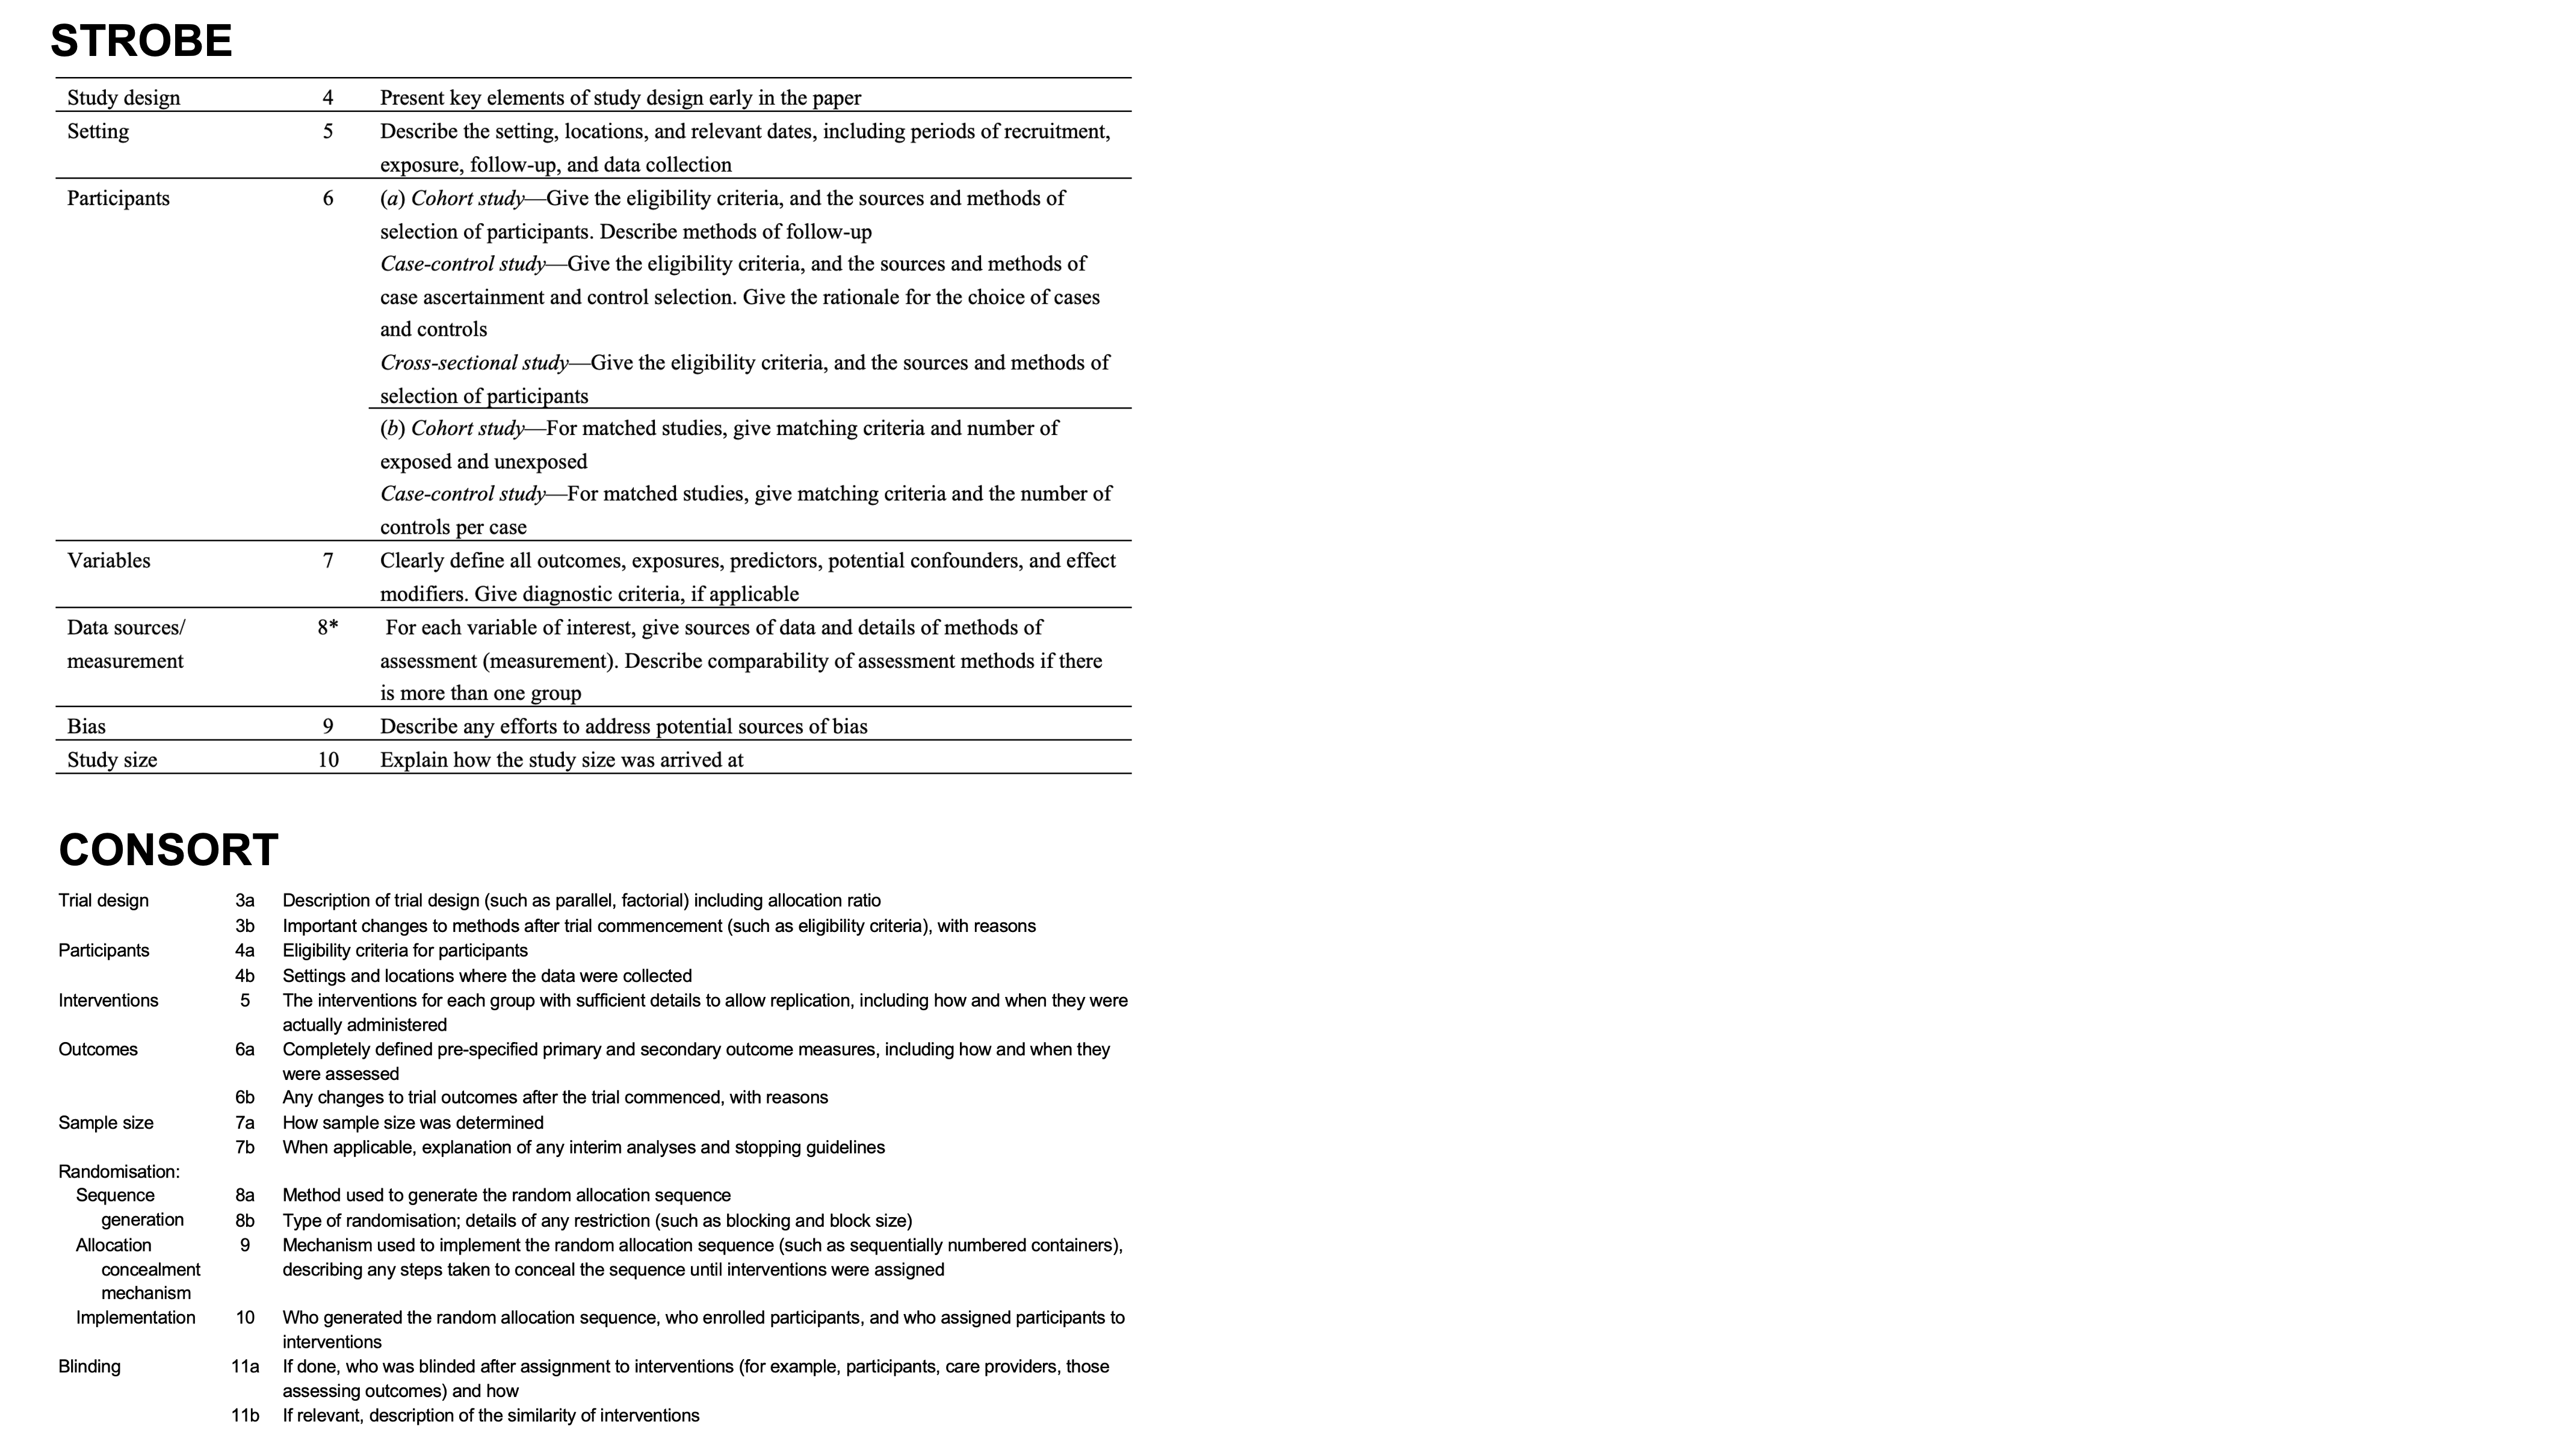 STROBE
Study design 4 Present key elements of study design early in the paper
Setting 5 Describe the setting, locations, and relevant dates, including periods of recruitment,
exposure, follow-up, and data collection
Participants 6 (a) Cohort study—Give the eligibility criteria, and the sources and methods of
selection of participants. Describe methods of follow-up
Case-control study—Give the eligibility criteria, and the sources and methods of
case ascertainment and control selection. Give the rationale for the choice of cases
and controls
Cross-sectional study—Give the eligibility criteria, and the sources and methods of
selection of participants
(b) Cohort study—For matched studies, give matching criteria and number of
exposed and unexposed
Case-control study—For matched studies, give matching criteria and the number of
controls per case
Variables 7 Clearly define all outcomes, exposures, predictors, potential confounders, and effect
modifiers. Give diagnostic criteria, if applicable
Data sources/ 8* For each variable of interest, give sources of data and details of methods of
measurement assessment (measurement). Describe comparability of assessment methods if there
is more than one group
Bias 9 Describe any efforts to address potential sources of bias
Study size 10 Explain how the study size was arrived at
CONSORT
Trial design 3a Description of trial design (such as parallel, factorial) including allocation ratio
3b Important changes to methods after trial commencement (such as eligibility criteria), with reasons
Participants 4a Eligibility criteria for participants
4b Settings and locations where the data were collected
Interventions 5 The interventions for each group with sufficient details to allow replication, including how and when they were
actually administered
Outcomes 6a Completely defined pre-specified primary and secondary outcome measures, including how and when they
were assessed
6b Any changes to trial outcomes after the trial commenced, with reasons
Sample size 7a How sample size was determined
7b When applicable, explanation of any interim analyses and stopping guidelines
Randomisation:
Sequence 8a Method used to generate the random allocation sequence
generation 8b Type of randomisation; details of any restriction (such as blocking and block size)
Allocation 9 Mechanism used to implement the random allocation sequence (such as sequentially numbered containers),
concealment describing any steps taken to conceal the sequence until interventions were assigned
mechanism
Implementation 10 Who generated the random allocation sequence, who enrolled participants, and who assigned participants to
interventions
Blinding 11a If done, who was blinded after assignment to interventions (for example, participants, care providers, those
assessing outcomes) and how
11b If relevant, description of the similarity of interventions